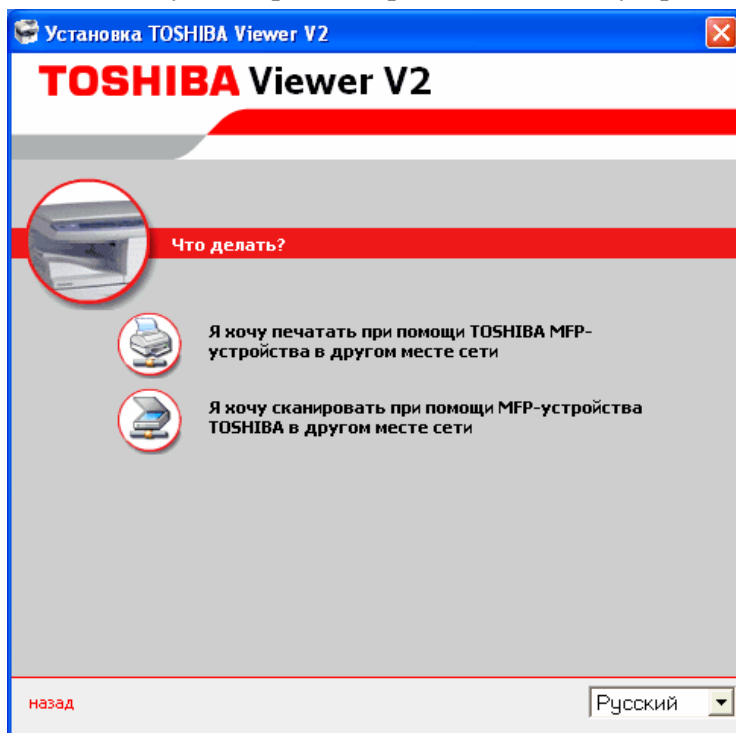 Установка TOSHIBA Viewer V2
TOSHIBA Viewer V2
Что делать?
Я хочу печатать при помощи TOSHIBA MFP-
устройства в другом месте сети
Я хочу сканировать при помощи MFP-устройства
TOSHIBA в другом месте сети
назад
Русский